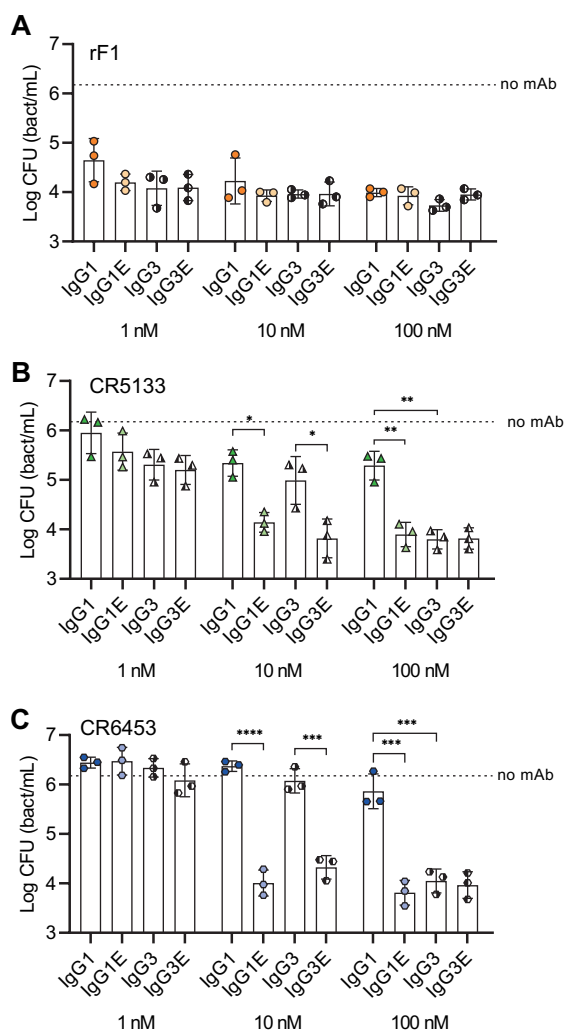 A
rF1
7
6
5
4
3
Log CFU (bact/mL)
no mAb
IgG1
IgG1E
IgG3
IgG3E
IgG1
IgG1E
IgG3
IgG3E
IgG1
IgG1E
IgG3
IgG3E
1 nM
10 nM
100 nM
B
CR5133
7
6
5
4
3
Log CFU (bact/mL)
no mAb
*
*
**
**
IgG1
IgG1E
IgG3
IgG3E
IgG1
IgG1E
IgG3
IgG3E
IgG1
IgG1E
IgG3
IgG3E
1 nM
10 nM
100 nM
C
CR6453
7
6
5
4
3
Log CFU (bact/mL)
no mAb
****
***
***
***
IgG1
IgG1E
IgG3
IgG3E
IgG1
IgG1E
IgG3
IgG3E
IgG1
IgG1E
IgG3
IgG3E
1 nM
10 nM
100 nM